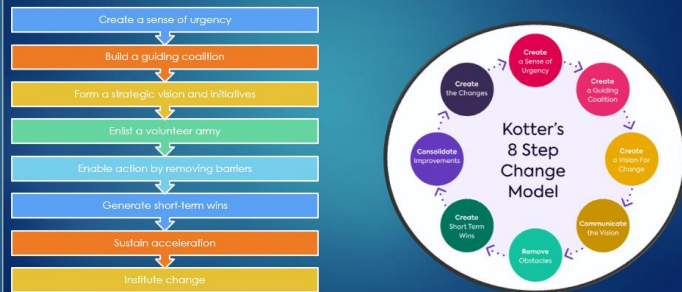 Create a sense of urgency
Build a guiding coalition
Form a strategic vision and initiatives
Enlist a volunteer army
Enable action by removing barriers
Generate short-term wins
Sustain acceleration
Institute change
Kotter's
8 Step
Change
Model
Create
a Sense of
Urgency
Create
a Guiding
Coalition
Create
a Vision For
Change
Communicate
the Vision
Remove
Obstacles
Create
Short Term
Wins
Consolidate
Improvements
Create
the Changes